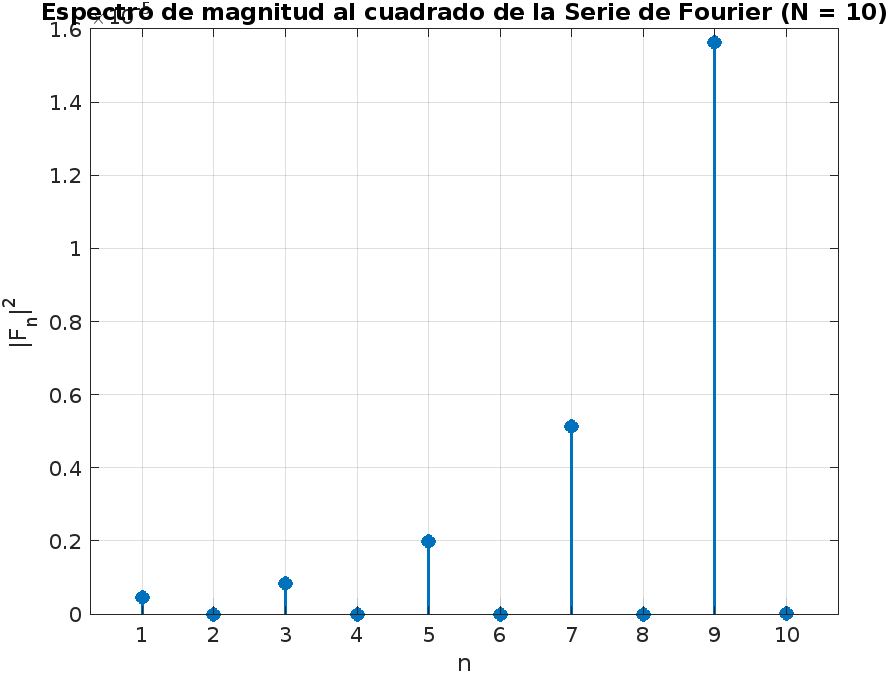 Espectro de magnitud al cuadrado de la Serie de Fourier (N = 10)
×10^-5
1.6
1.4
1.2
1
0.8
0.6
0.4
0.2
0
|F_n|^2
1 2 3 4 5 6 7 8 9 10
n